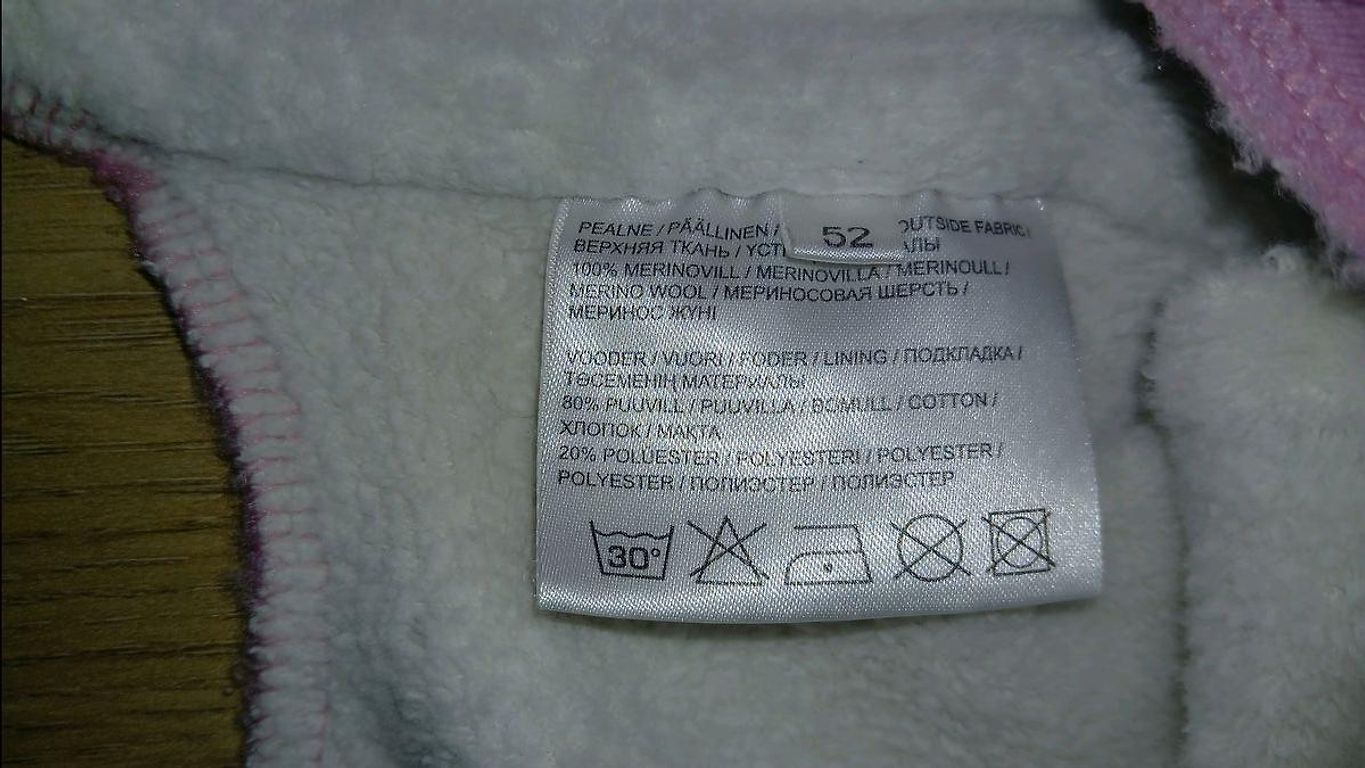 PEALNE / PÄÄLLINEN / OUTSIDE FABRIC /
52
ВЕРХНЯЯ ТКАНЬ /
100% MERINOVILL / MERINOVILLA / MERINOULL /
MERINO WOOL / МЕРИНОСОВАЯ ШЕРСТЬ /
МЕРИНОС ЖҮНІ
VOODER / VUORI / FODER / LINING / ПОДКЛАДКА /
ТӨСЕМЕНІҢ МАТЕРИАЛЫ
80% PUUVILL / PUUVILLA / BOMULL / COTTON /
ХЛОПОК / МАКТА
20% POLUESTER / POLYESTERI / POLYESTER /
POLYESTER / ПОЛИЭСТЕР / ПОЛИЭСТЕР
30°